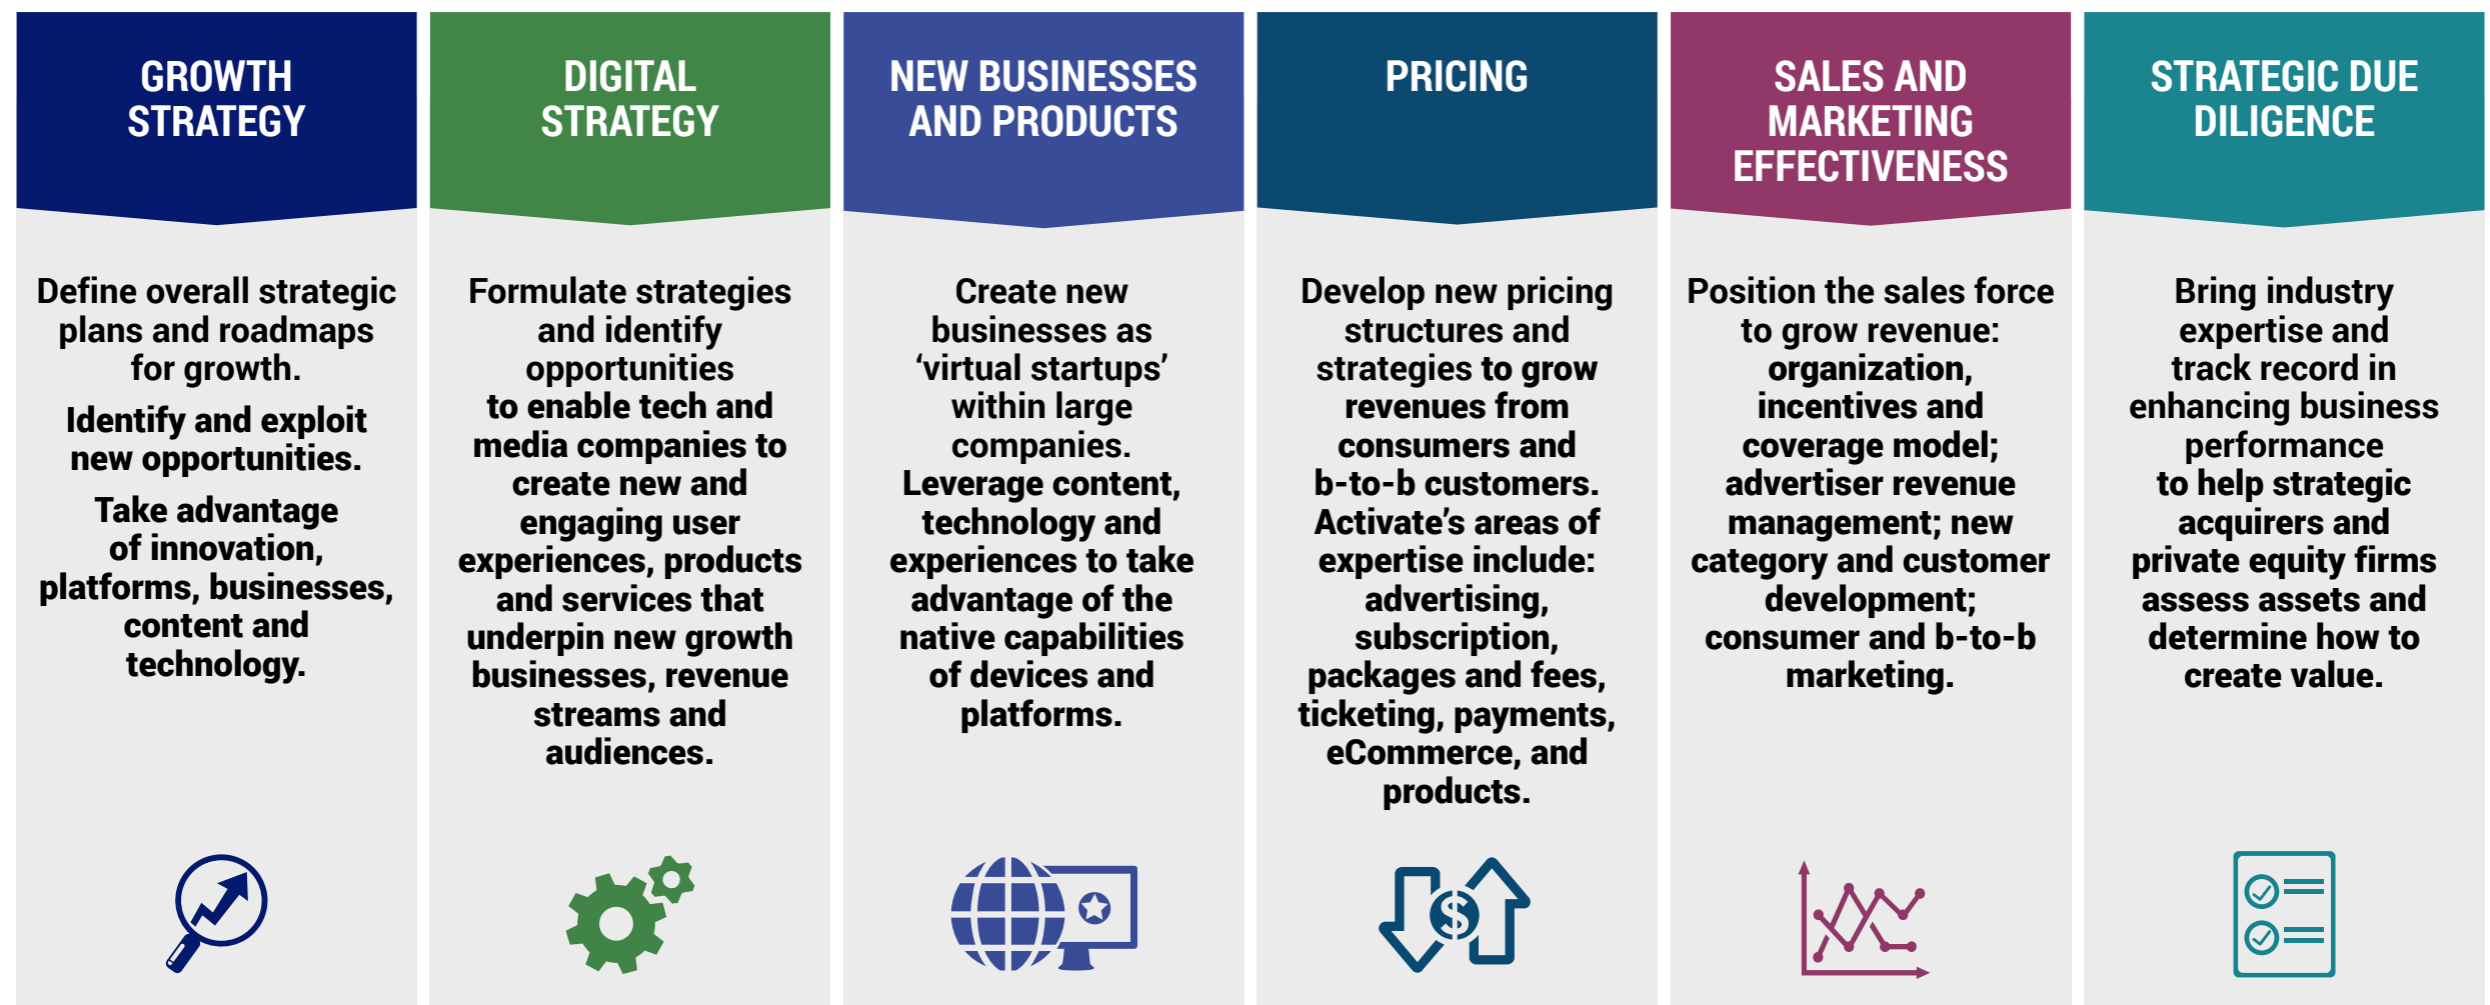 GROWTH
STRATEGY
Define overall strategic
plans and roadmaps
for growth.
Identify and exploit
new opportunities.
Take advantage
of innovation,
platforms, businesses,
content and
technology.
DIGITAL
STRATEGY
Formulate strategies
and identify
opportunities
to enable tech and
media companies to
create new and
engaging user
experiences, products
and services that
underpin new growth
businesses, revenue
streams and
audiences.
NEW BUSINESSES
AND PRODUCTS
Create new
businesses as
‘virtual startups’
within large
companies.
Leverage content,
technology and
experiences to take
advantage of the
native capabilities
of devices and
platforms.
PRICING
Develop new pricing
structures and
strategies to grow
revenues from
consumers and
b-to-b customers.
Activate’s areas of
expertise include:
advertising,
subscription,
packages and fees,
ticketing, payments,
eCommerce, and
products.
$
SALES AND
MARKETING
EFFECTIVENESS
Position the sales force
to grow revenue:
organization,
incentives and
coverage model;
advertiser revenue
management; new
category and customer
development;
consumer and b-to-b
marketing.
STRATEGIC DUE
DILIGENCE
Bring industry
expertise and
track record in
enhancing business
performance
to help strategic
acquirers and
private equity firms
assess assets and
determine how to
create value.